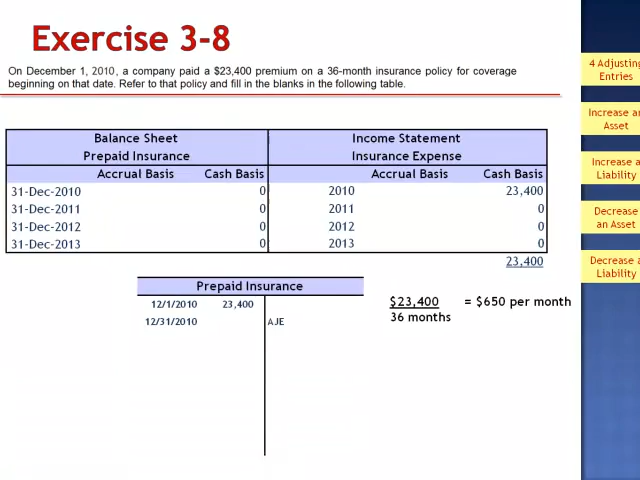 Exercise 3-8
On December 1, 2010, a company paid a $23,400 premium on a 36-month insurance policy for coverage
beginning on that date. Refer to that policy and fill in the blanks in the following table.
Balance Sheet Income Statement
Prepaid Insurance Insurance Expense
Accrual Basis Cash Basis Accrual Basis Cash Basis
31-Dec-2010 0 2010 23,400
31-Dec-2011 0 2011 0
31-Dec-2012 0 2012 0
31-Dec-2013 0 2013 0
23,400
Prepaid Insurance
12/1/2010 23,400
12/31/2010 AJE
$23,400 = $650 per month
36 months
4 Adjusting
Entries
Increase an
Asset
Increase a
Liability
Decrease
an Asset
Decrease a
Liability